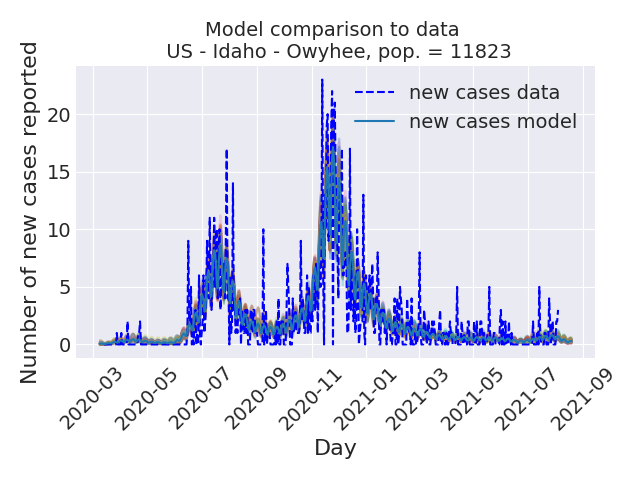 Model comparison to data
US - Idaho - Owyhee, pop. = 11823
Number of new cases reported
20
15
10
5
0
new cases data
new cases model
2020-03
2020-05
2020-07
2020-09
2020-11
2021-01
2021-03
2021-05
2021-07
2021-09
Day